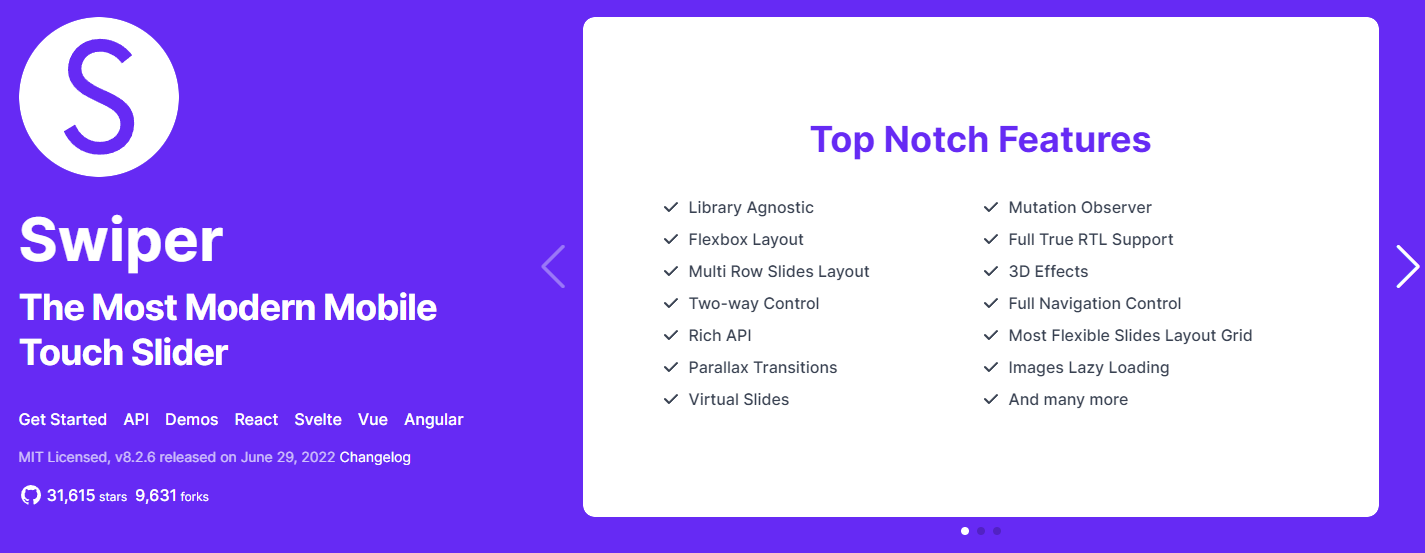 S
Swiper
The Most Modern Mobile
Touch Slider
Get Started API Demos React Svelte Vue Angular
MIT Licensed, v8.2.6 released on June 29, 2022 Changelog
31,615 stars 9,631 forks
Top Notch Features
Library Agnostic
Flexbox Layout
Multi Row Slides Layout
Two-way Control
Rich API
Parallax Transitions
Virtual Slides
Mutation Observer
Full True RTL Support
3D Effects
Full Navigation Control
Most Flexible Slides Layout Grid
Images Lazy Loading
And many more